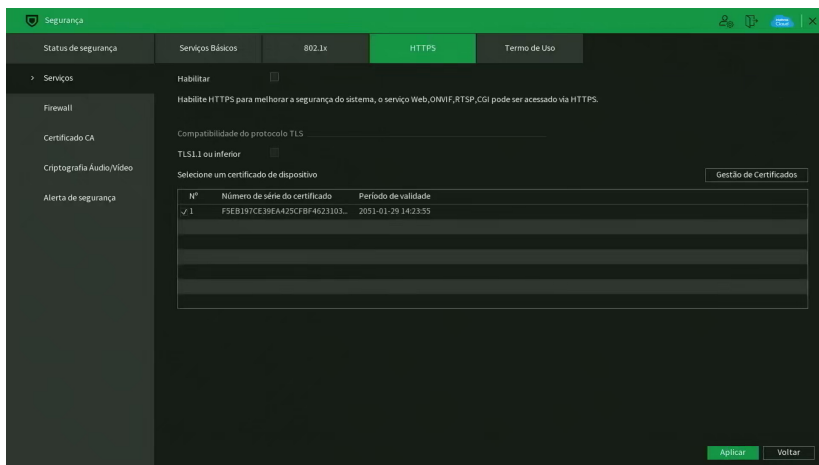 Segurança
Cloud
Status de segurança
Serviços Básicos
802.1x
HTTPS
Termo de Uso
Serviços
Firewall
Certificado CA
Criptografia Áudio/Vídeo
Alerta de segurança
Habilitar
Habilite HTTPS para melhorar a segurança do sistema, o serviço Web,ONVIF,RTSP,CGI pode ser acessado via HTTPS.
Compatibilidade do protocolo TLS
TLS1.1 ou inferior
Selecione um certificado de dispositivo
Gestão de Certificados
Nº Número de série do certificado Período de validade
1 F5EB197CE39EA425CFBF4623103... 2051-01-29 14:23:55
Aplicar
Voltar